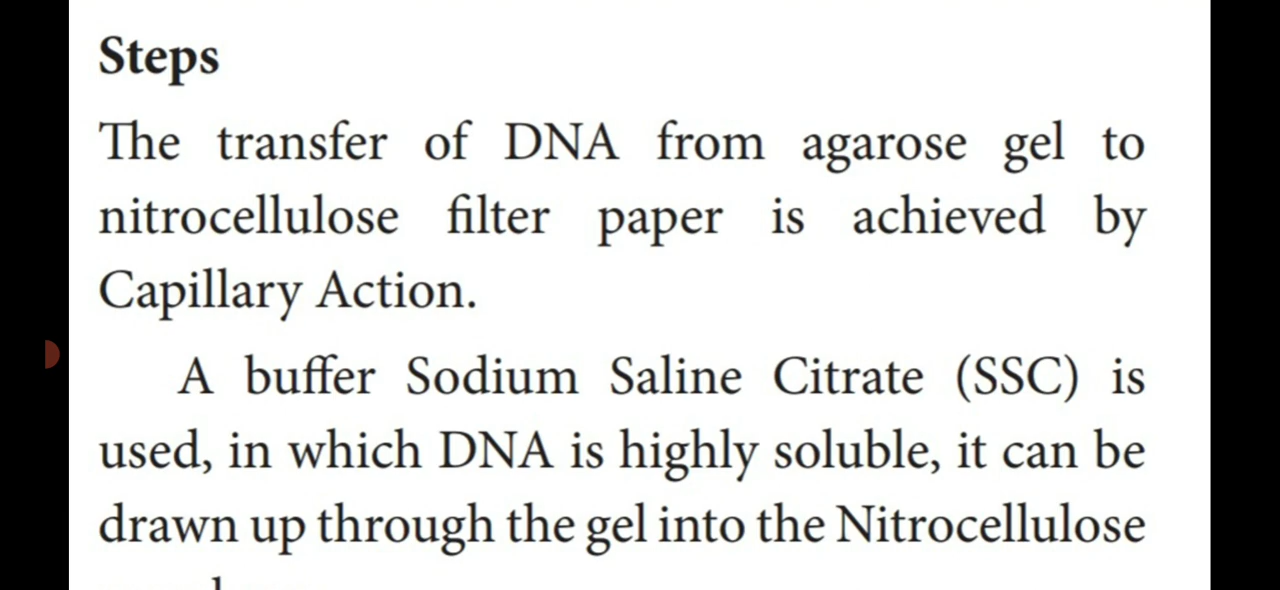 Steps
The transfer of DNA from agarose gel to
nitrocellulose filter paper is achieved by
Capillary Action.
A buffer Sodium Saline Citrate (SSC) is
used, in which DNA is highly soluble, it can be
drawn up through the gel into the Nitrocellulose